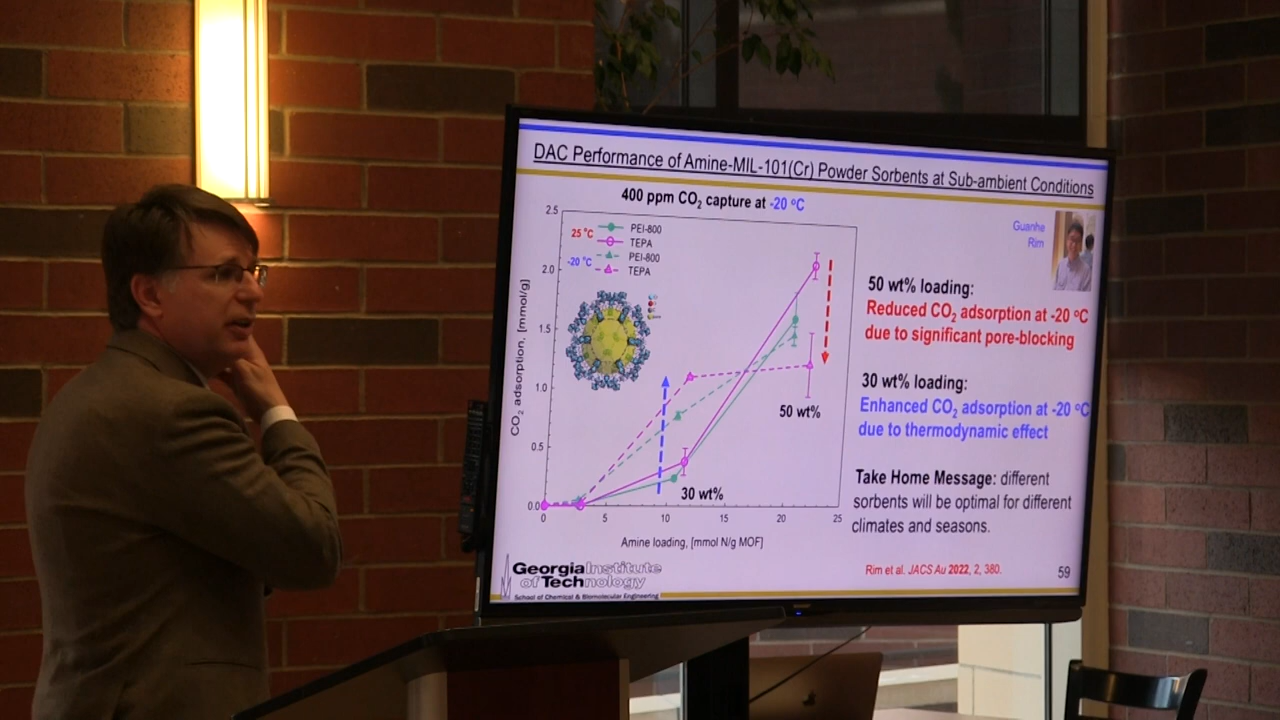 DAC Performance of Amine-MIL-101(Cr) Powder Sorbents at Sub-ambient Conditions
400 ppm CO₂ capture at -20 °C
Guanhe
Rim
25 °C
PEI-800
TEPA
-20 °C
PEI-800
TEPA
CO₂ adsorption, [mmol/g]
2.5
2.0
1.5
1.0
0.5
0.0
0 5 10 15 20 25
Amine loading, [mmol N/g MOF]
50 wt%
30 wt%
50 wt% loading:
Reduced CO₂ adsorption at -20 °C
due to significant pore-blocking
30 wt% loading:
Enhanced CO₂ adsorption at -20 °C
due to thermodynamic effect
Take Home Message: different
sorbents will be optimal for different
climates and seasons.
Georgia Institute
of Technology
School of Chemical & Biomolecular Engineering
Rim et al. JACS Au 2022, 2, 380.
59